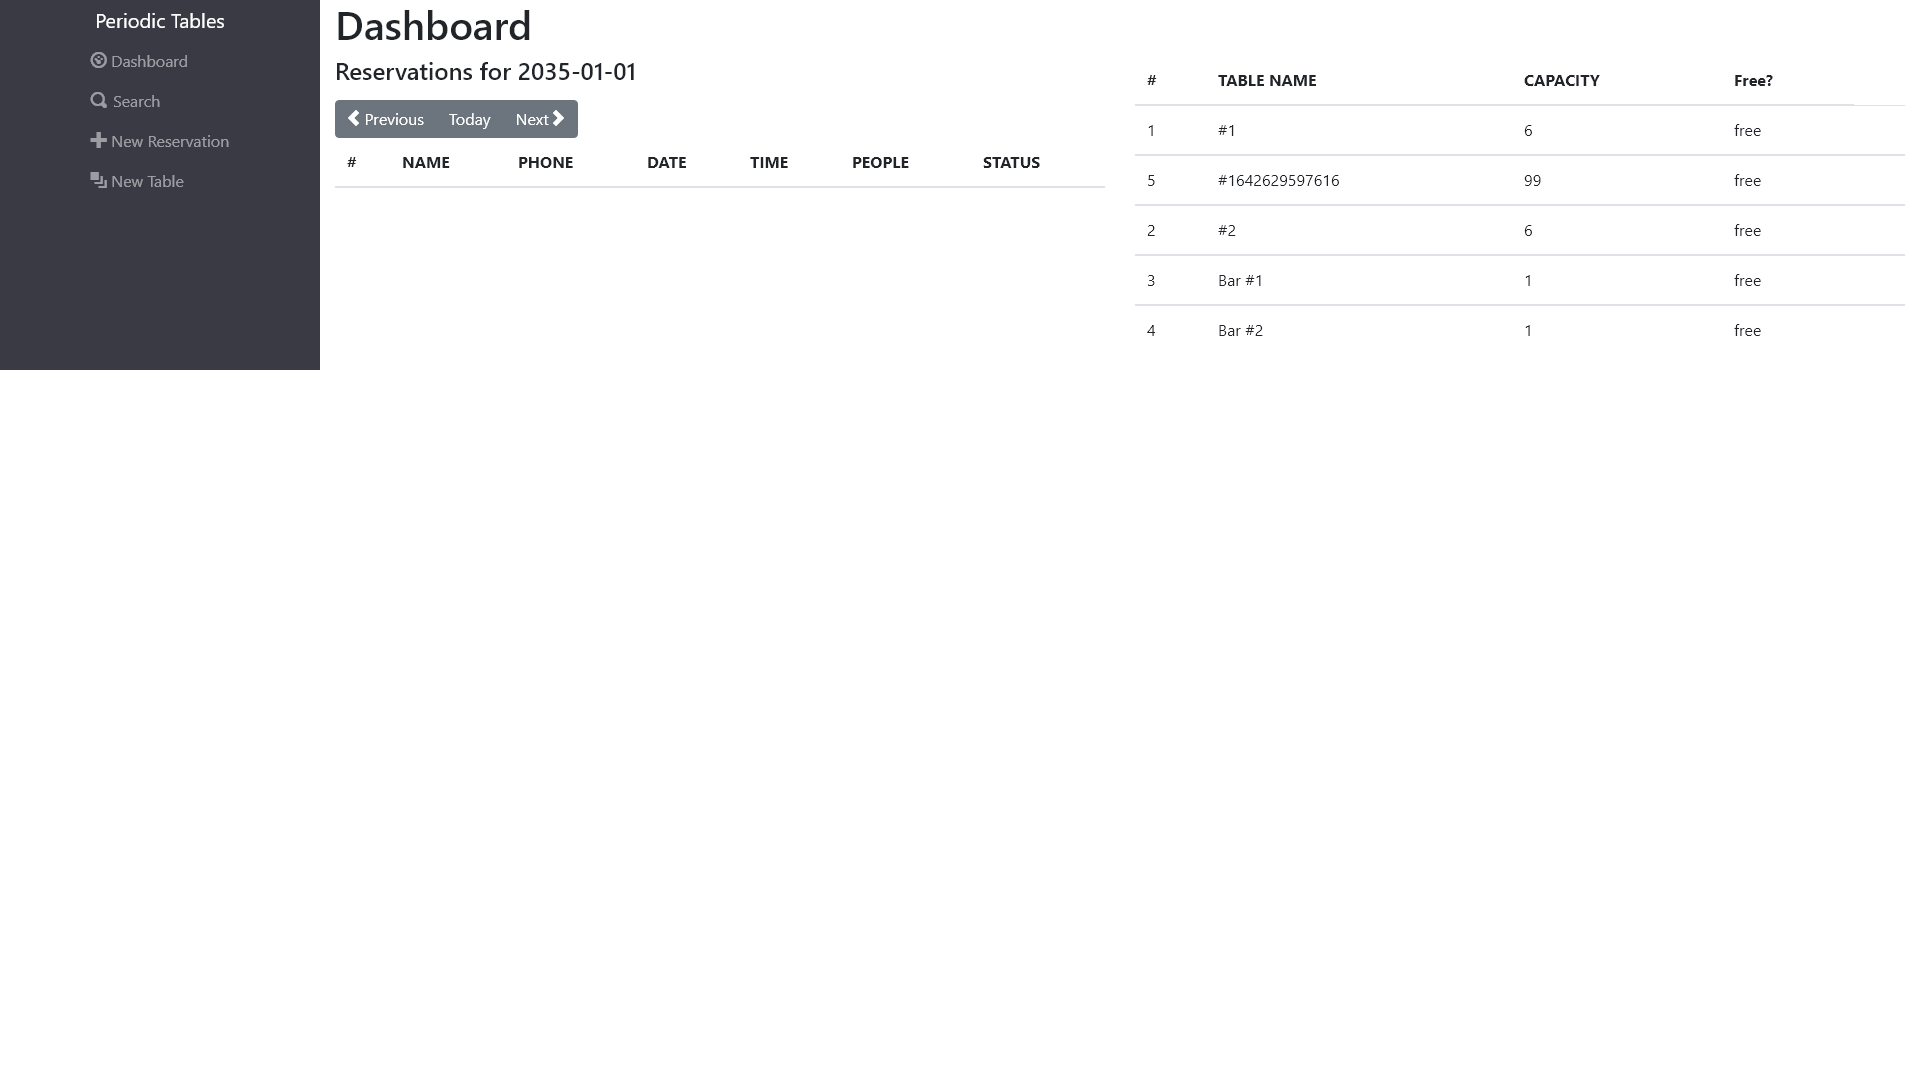 Periodic Tables
Dashboard
Search
New Reservation
New Table
Dashboard
Reservations for 2035-01-01
Previous Today Next
# NAME PHONE DATE TIME PEOPLE STATUS
# TABLE NAME CAPACITY Free?
1 #1 6 free
5 #1642629597616 99 free
2 #2 6 free
3 Bar #1 1 free
4 Bar #2 1 free